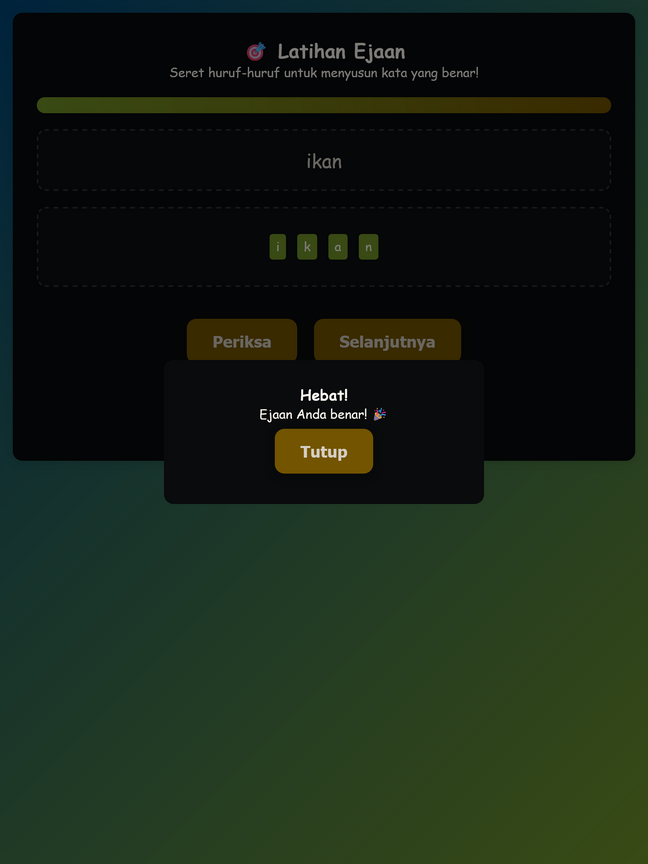 🎯 Latihan Ejaan
Seret huruf-huruf untuk menyusun kata yang benar!
ikan
i k a n
Periksa Selanjutnya
Hebat!
Ejaan Anda benar! 🎉
Tutup